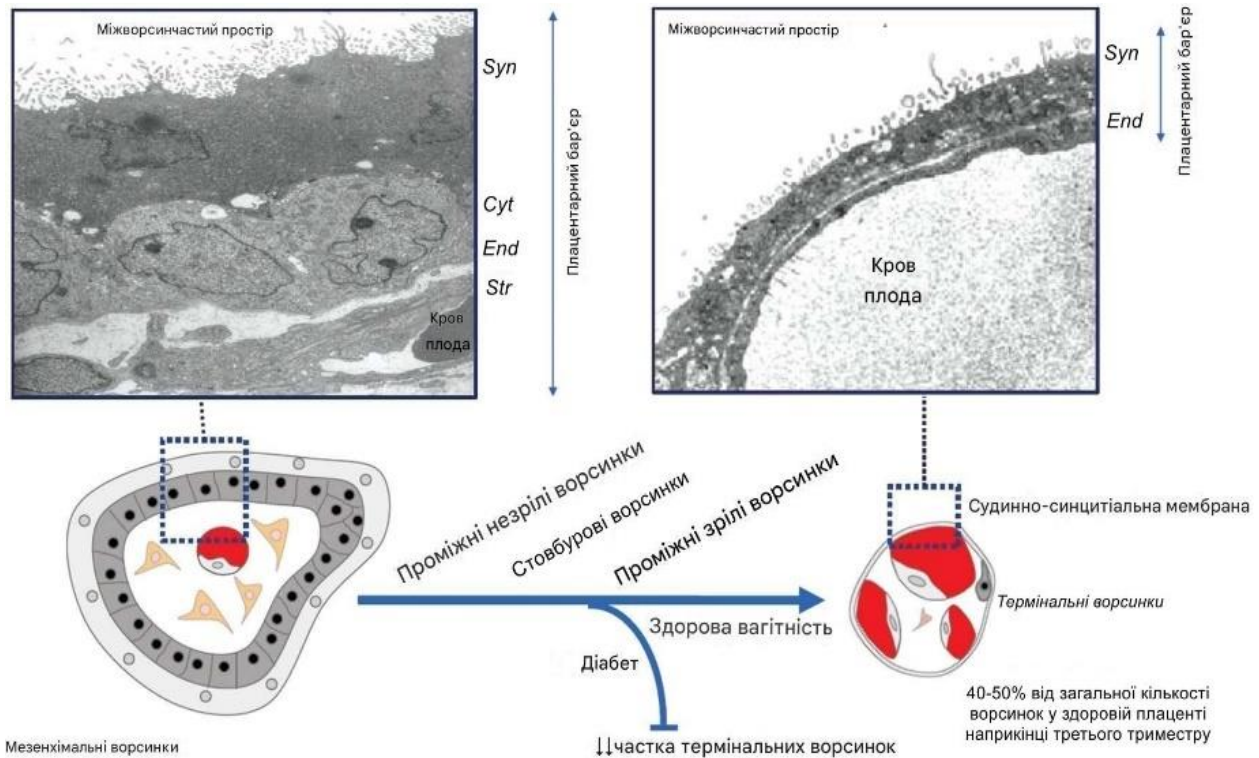 Міжворсинчастий простір
Syn
Cyt
End
Str
Кров
плода
Плацентарний бар'єр
Міжворсинчастий простір
Syn
End
Кров
плода
Плацентарний бар'єр
Проміжні незрілі ворсинки
Стовбурові ворсинки
Проміжні зрілі ворсинки
Судинно-синцитіальна мембрана
Термінальні ворсинки
Здорова вагітність
Діабет
40-50% від загальної кількості
ворсинок у здоровій плаценті
наприкінці третього триместру
Мезенхімальні ворсинки
↓↓частка термінальних ворсинок